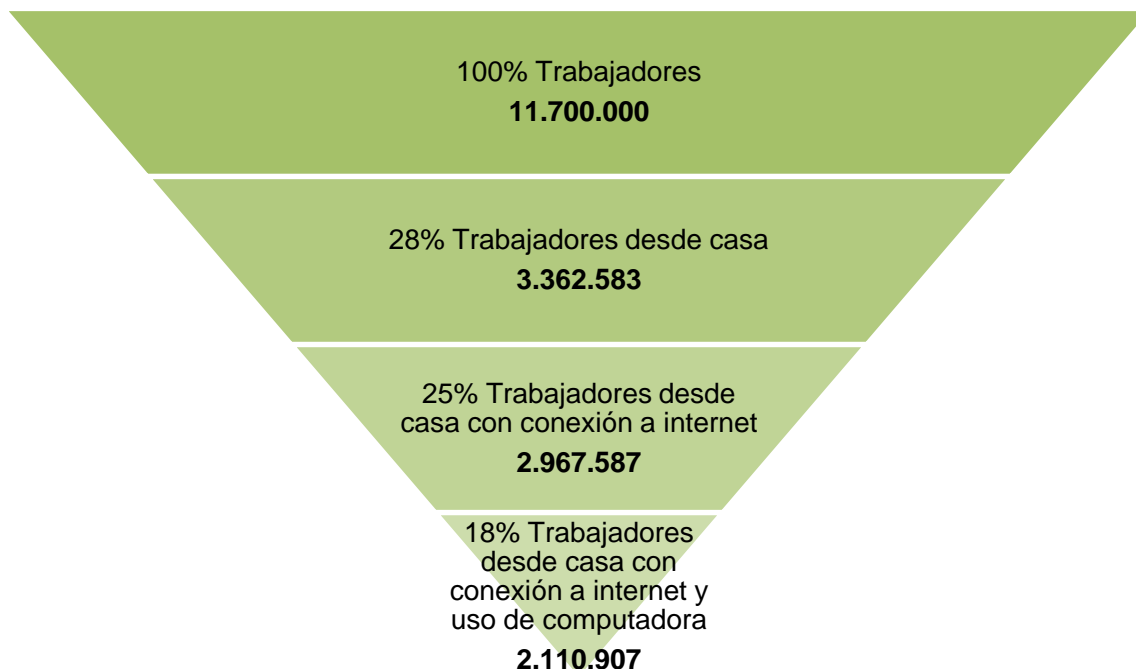 100% Trabajadores
11.700.000
28% Trabajadores desde casa
3.362.583
25% Trabajadores desde
casa con conexión a internet
2.967.587
18% Trabajadores
desde casa con
conexión a internet y
uso de computadora
2.110.907